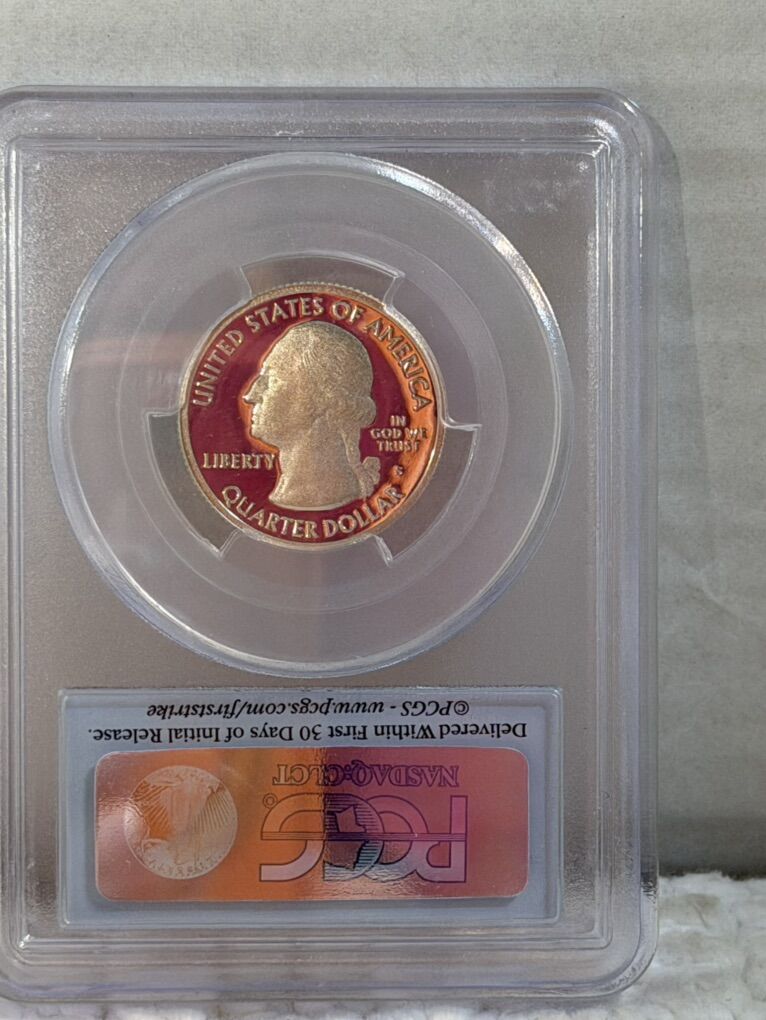 UNITED STATES OF AMERICA
IN
GOD WE
TRUST
LIBERTY
S
QUARTER DOLLAR
Delivered Within First 30 Days of Initial Release.
©PCGS - www.pcgs.com/firststrike
NASDAQ:CLCT
PCGS